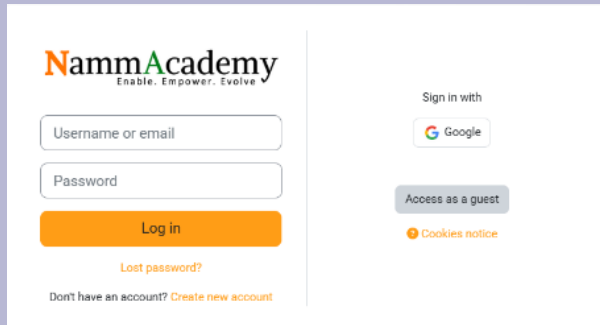 NammAcademy
Enable. Empower. Evolve
Username or email
Password
Log in
Lost password?
Don't have an account? Create new account
Sign in with
Google
Access as a guest
Cookies notice